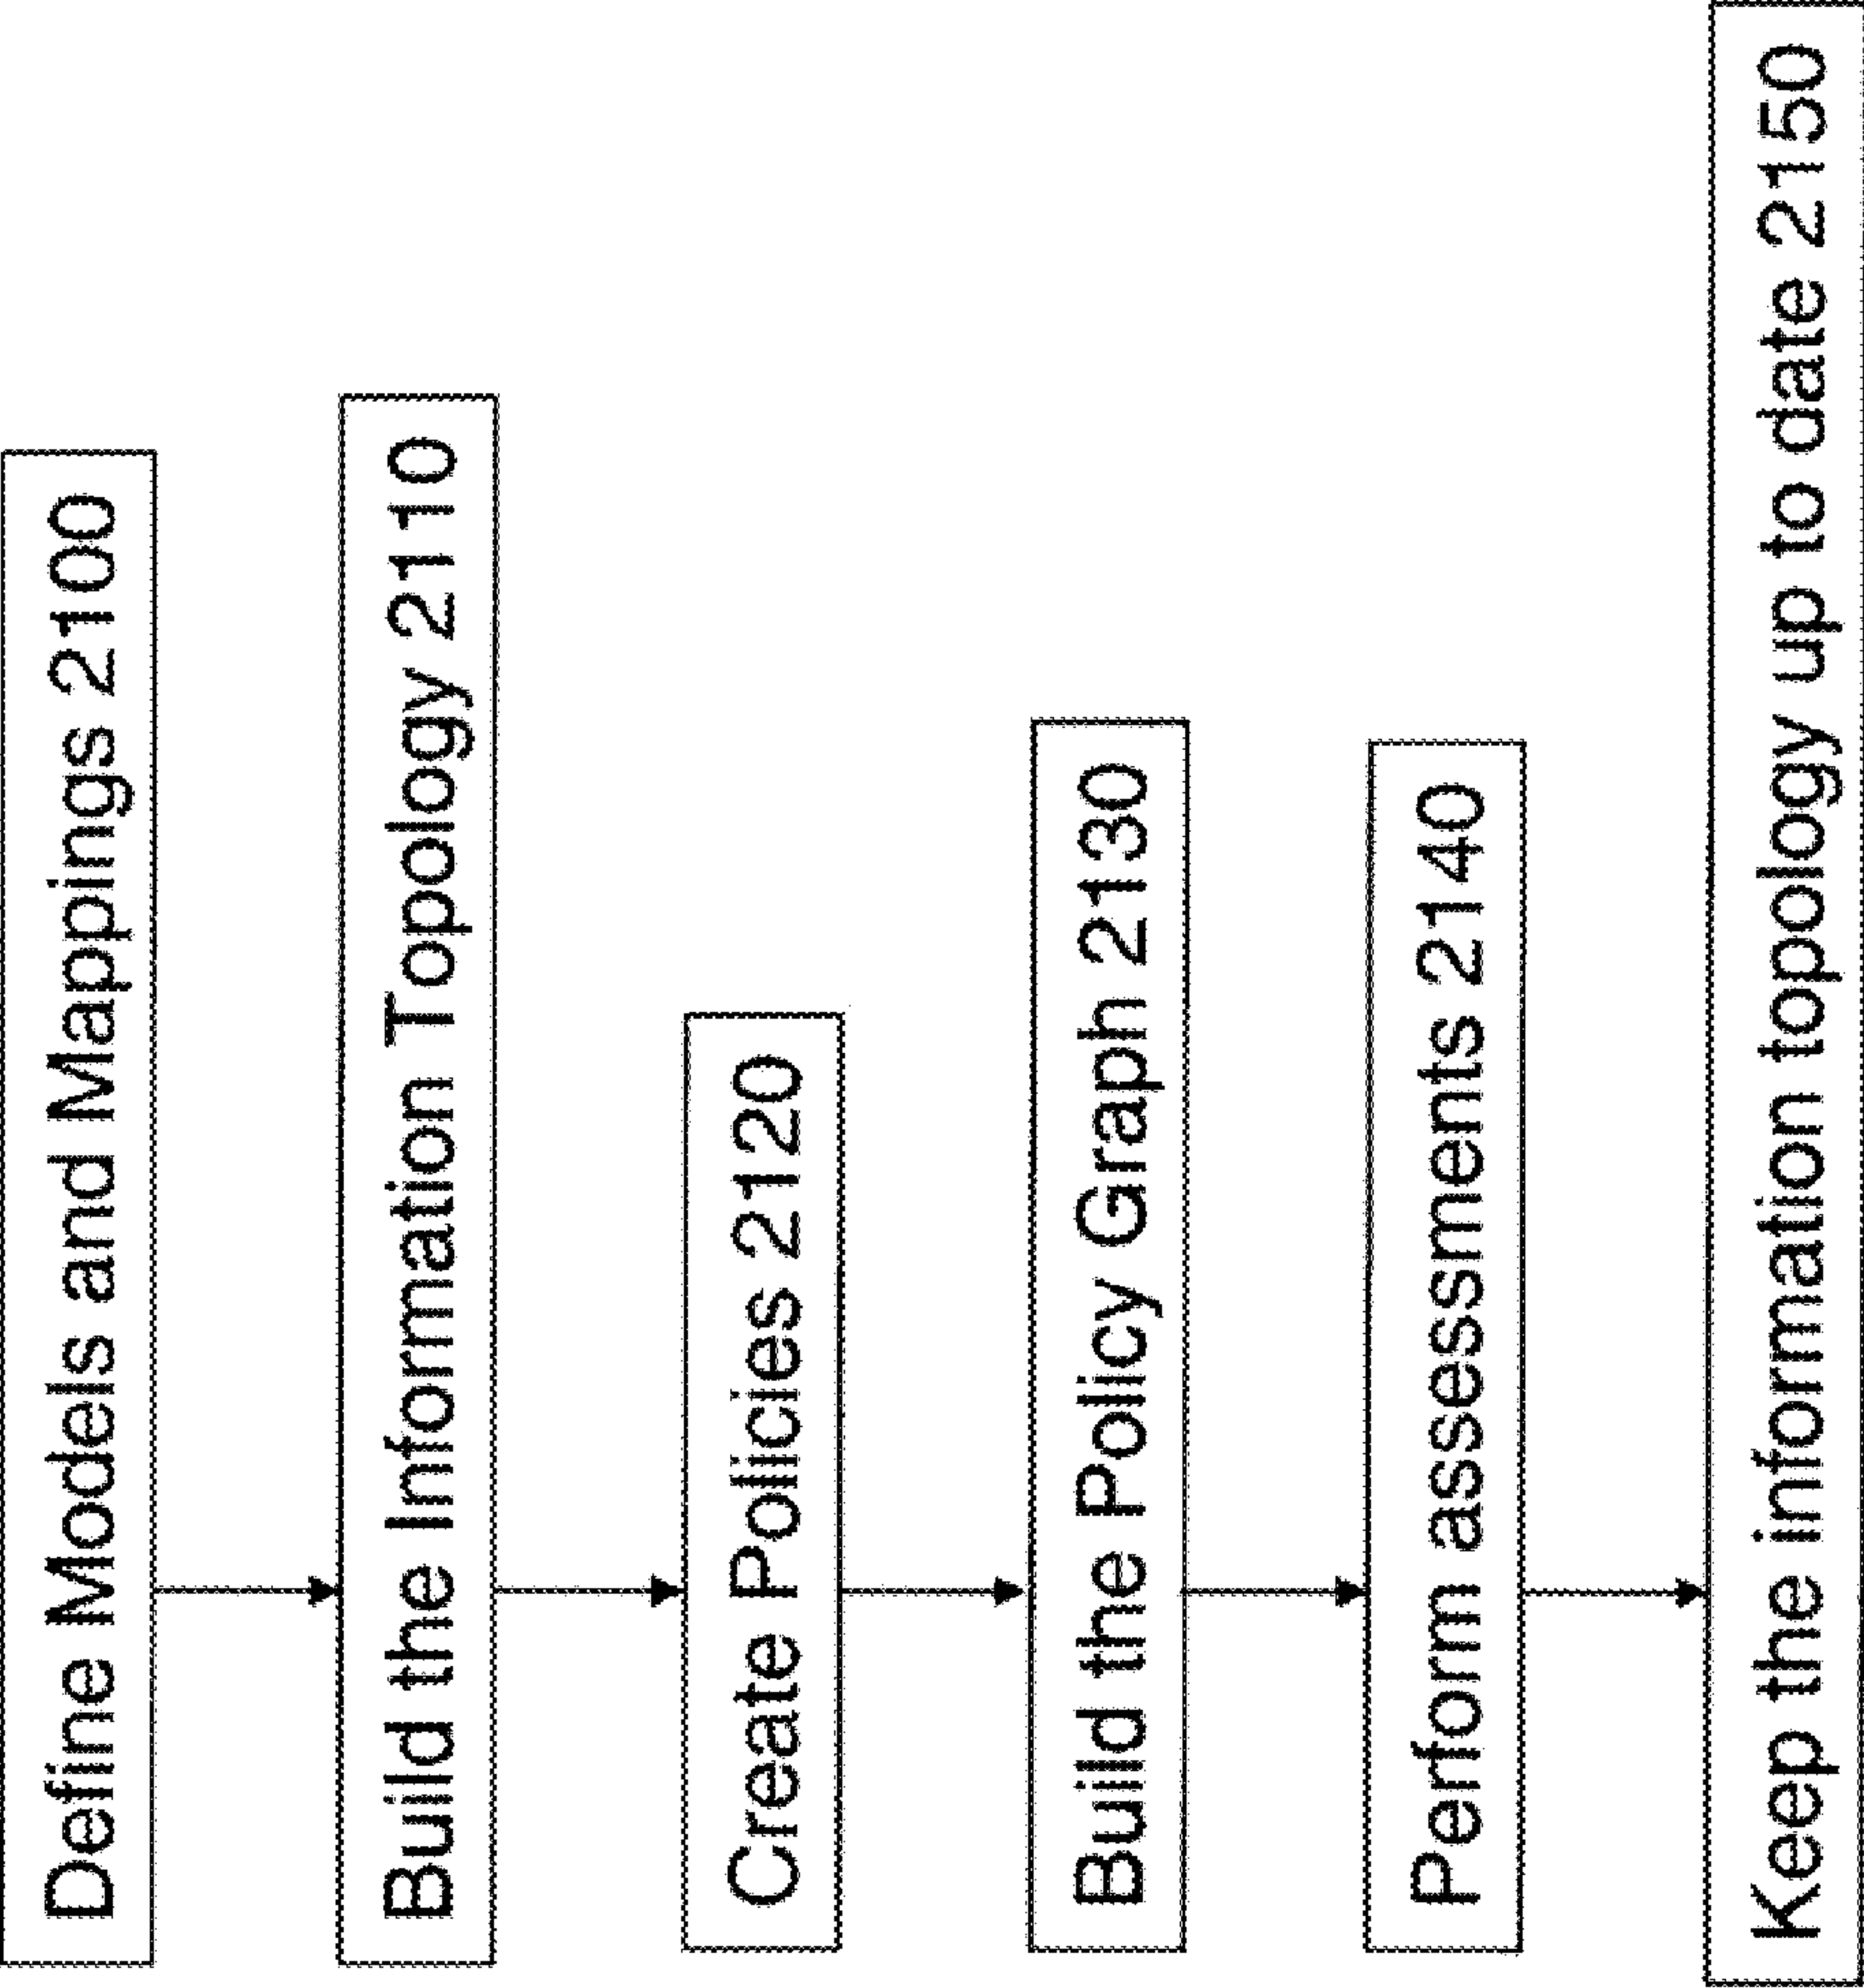 Define Models and Mappings 2100
Build the Information Topology 2110
Create Policies 2120
Build the Policy Graph 2130
Perform assessments 2140
Keep the information topology up to date 2150